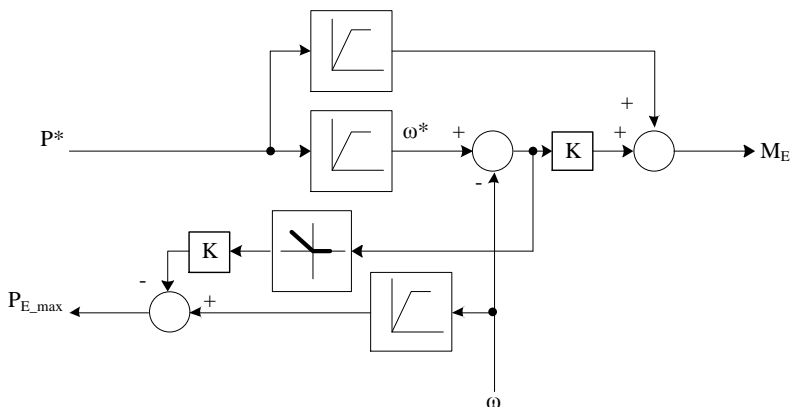 +
P*
ω*
+
+
K
M_E
-
K
-
P_E_max
+
ω